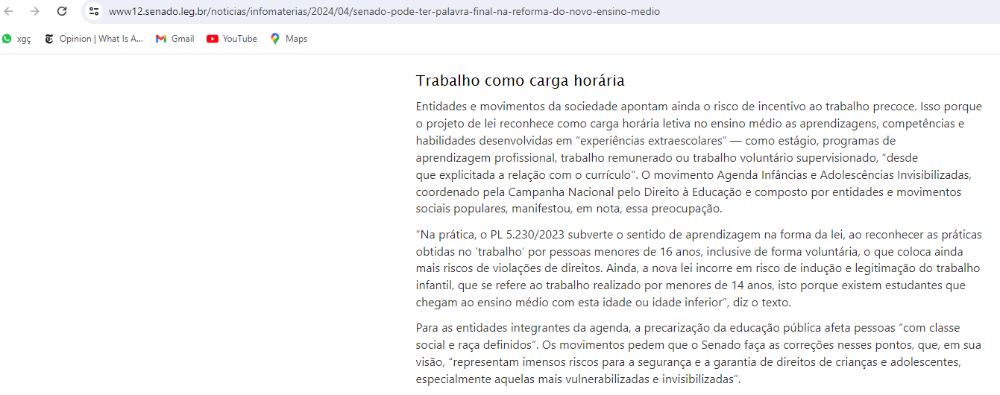 www12.senado.leg.br/noticias/infomaterias/2024/04/senado-pode-ter-palavra-final-na-reforma-do-novo-ensino-medio
xgç Opinion | What Is A... Gmail YouTube Maps
Trabalho como carga horária
Entidades e movimentos da sociedade apontam ainda o risco de incentivo ao trabalho precoce. Isso porque
o projeto de lei reconhece como carga horária letiva no ensino médio as aprendizagens, competências e
habilidades desenvolvidas em “experiências extraescolares” — como estágio, programas de
aprendizagem profissional, trabalho remunerado ou trabalho voluntário supervisionado, “desde
que explicitada a relação com o currículo". O movimento Agenda Infâncias e Adolescências Invisibilizadas,
coordenado pela Campanha Nacional pelo Direito à Educação e composto por entidades e movimentos
sociais populares, manifestou, em nota, essa preocupação.
“Na prática, o PL 5.230/2023 subverte o sentido de aprendizagem na forma da lei, ao reconhecer as práticas
obtidas no ‘trabalho’ por pessoas menores de 16 anos, inclusive de forma voluntária, o que coloca ainda
mais riscos de violações de direitos. Ainda, a nova lei incorre em risco de indução e legitimação do trabalho
infantil, que se refere ao trabalho realizado por menores de 14 anos, isto porque existem estudantes que
chegam ao ensino médio com esta idade ou idade inferior”, diz o texto.
Para as entidades integrantes da agenda, a precarização da educação pública afeta pessoas “com classe
social e raça definidos”. Os movimentos pedem que o Senado faça as correções nesses pontos, que, em sua
visão, “representam imensos riscos para a segurança e a garantia de direitos de crianças e adolescentes,
especialmente aquelas mais vulnerabilizadas e invisibilizadas”.